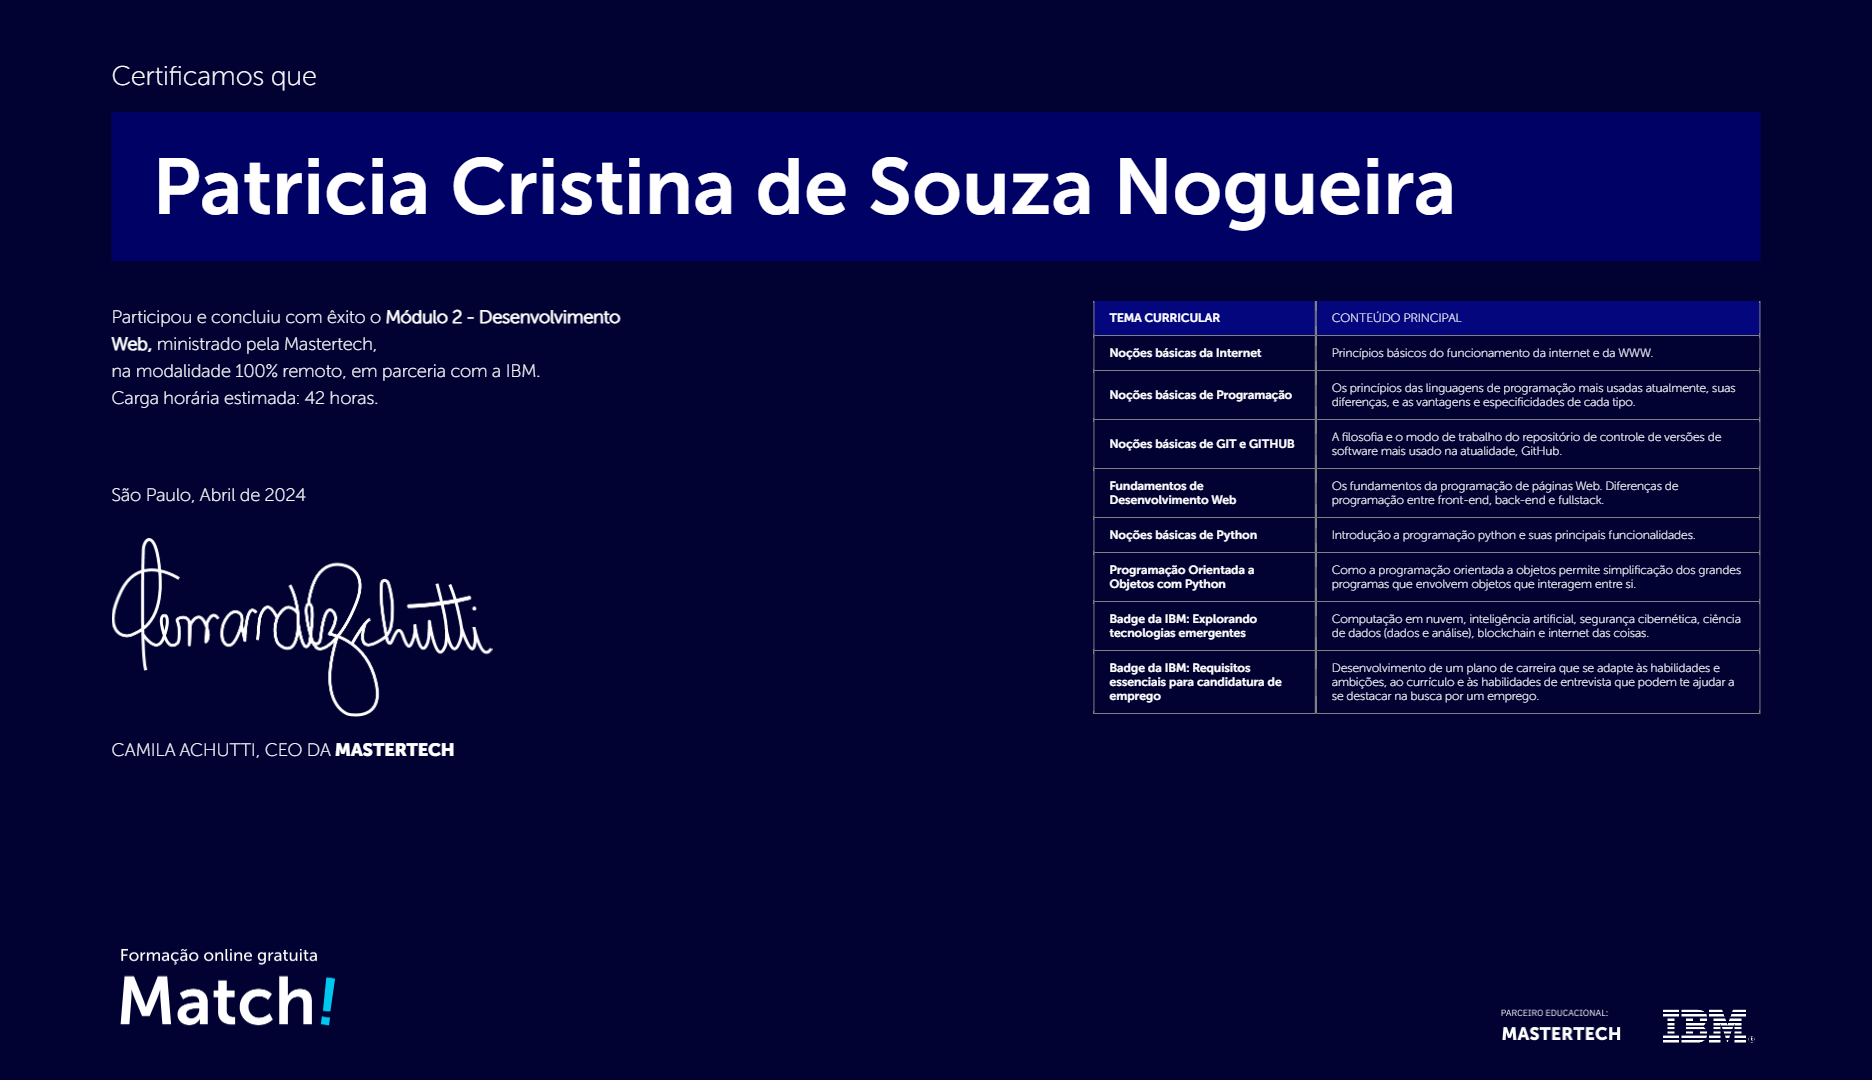 Certificamos que
Patricia Cristina de Souza Nogueira
Participou e concluiu com êxito o Módulo 2 - Desenvolvimento
Web, ministrado pela Mastertech,
na modalidade 100% remoto, em parceria com a IBM.
Carga horária estimada: 42 horas.
São Paulo, Abril de 2024
CAMILA ACHUTTI, CEO DA MASTERTECH
TEMA CURRICULAR
CONTEÚDO PRINCIPAL
Noções básicas da Internet
Princípios básicos do funcionamento da internet e da WWW.
Noções básicas de Programação
Os princípios das linguagens de programação mais usadas atualmente, suas
diferenças, e as vantagens e especificidades de cada tipo.
Noções básicas de GIT e GITHUB
A filosofia e o modo de trabalho do repositório de controle de versões de
software mais usado na atualidade, GitHub.
Fundamentos de
Desenvolvimento Web
Os fundamentos da programação de páginas Web. Diferenças de
programação entre front-end, back-end e fullstack.
Noções básicas de Python
Introdução a programação python e suas principais funcionalidades.
Programação Orientada a
Objetos com Python
Como a programação orientada a objetos permite simplificação dos grandes
programas que envolvem objetos que interagem entre si.
Badge da IBM: Explorando
tecnologias emergentes
Computação em nuvem, inteligência artificial, segurança cibernética, ciência
de dados (dados e análise), blockchain e internet das coisas.
Badge da IBM: Requisitos
essenciais para candidatura de
emprego
Desenvolvimento de um plano de carreira que se adapte às habilidades e
ambições, ao currículo e às habilidades de entrevista que podem te ajudar a
se destacar na busca por um emprego.
Formação online gratuita
Match!
PARCEIRO EDUCACIONAL:
MASTERTECH
IBM®